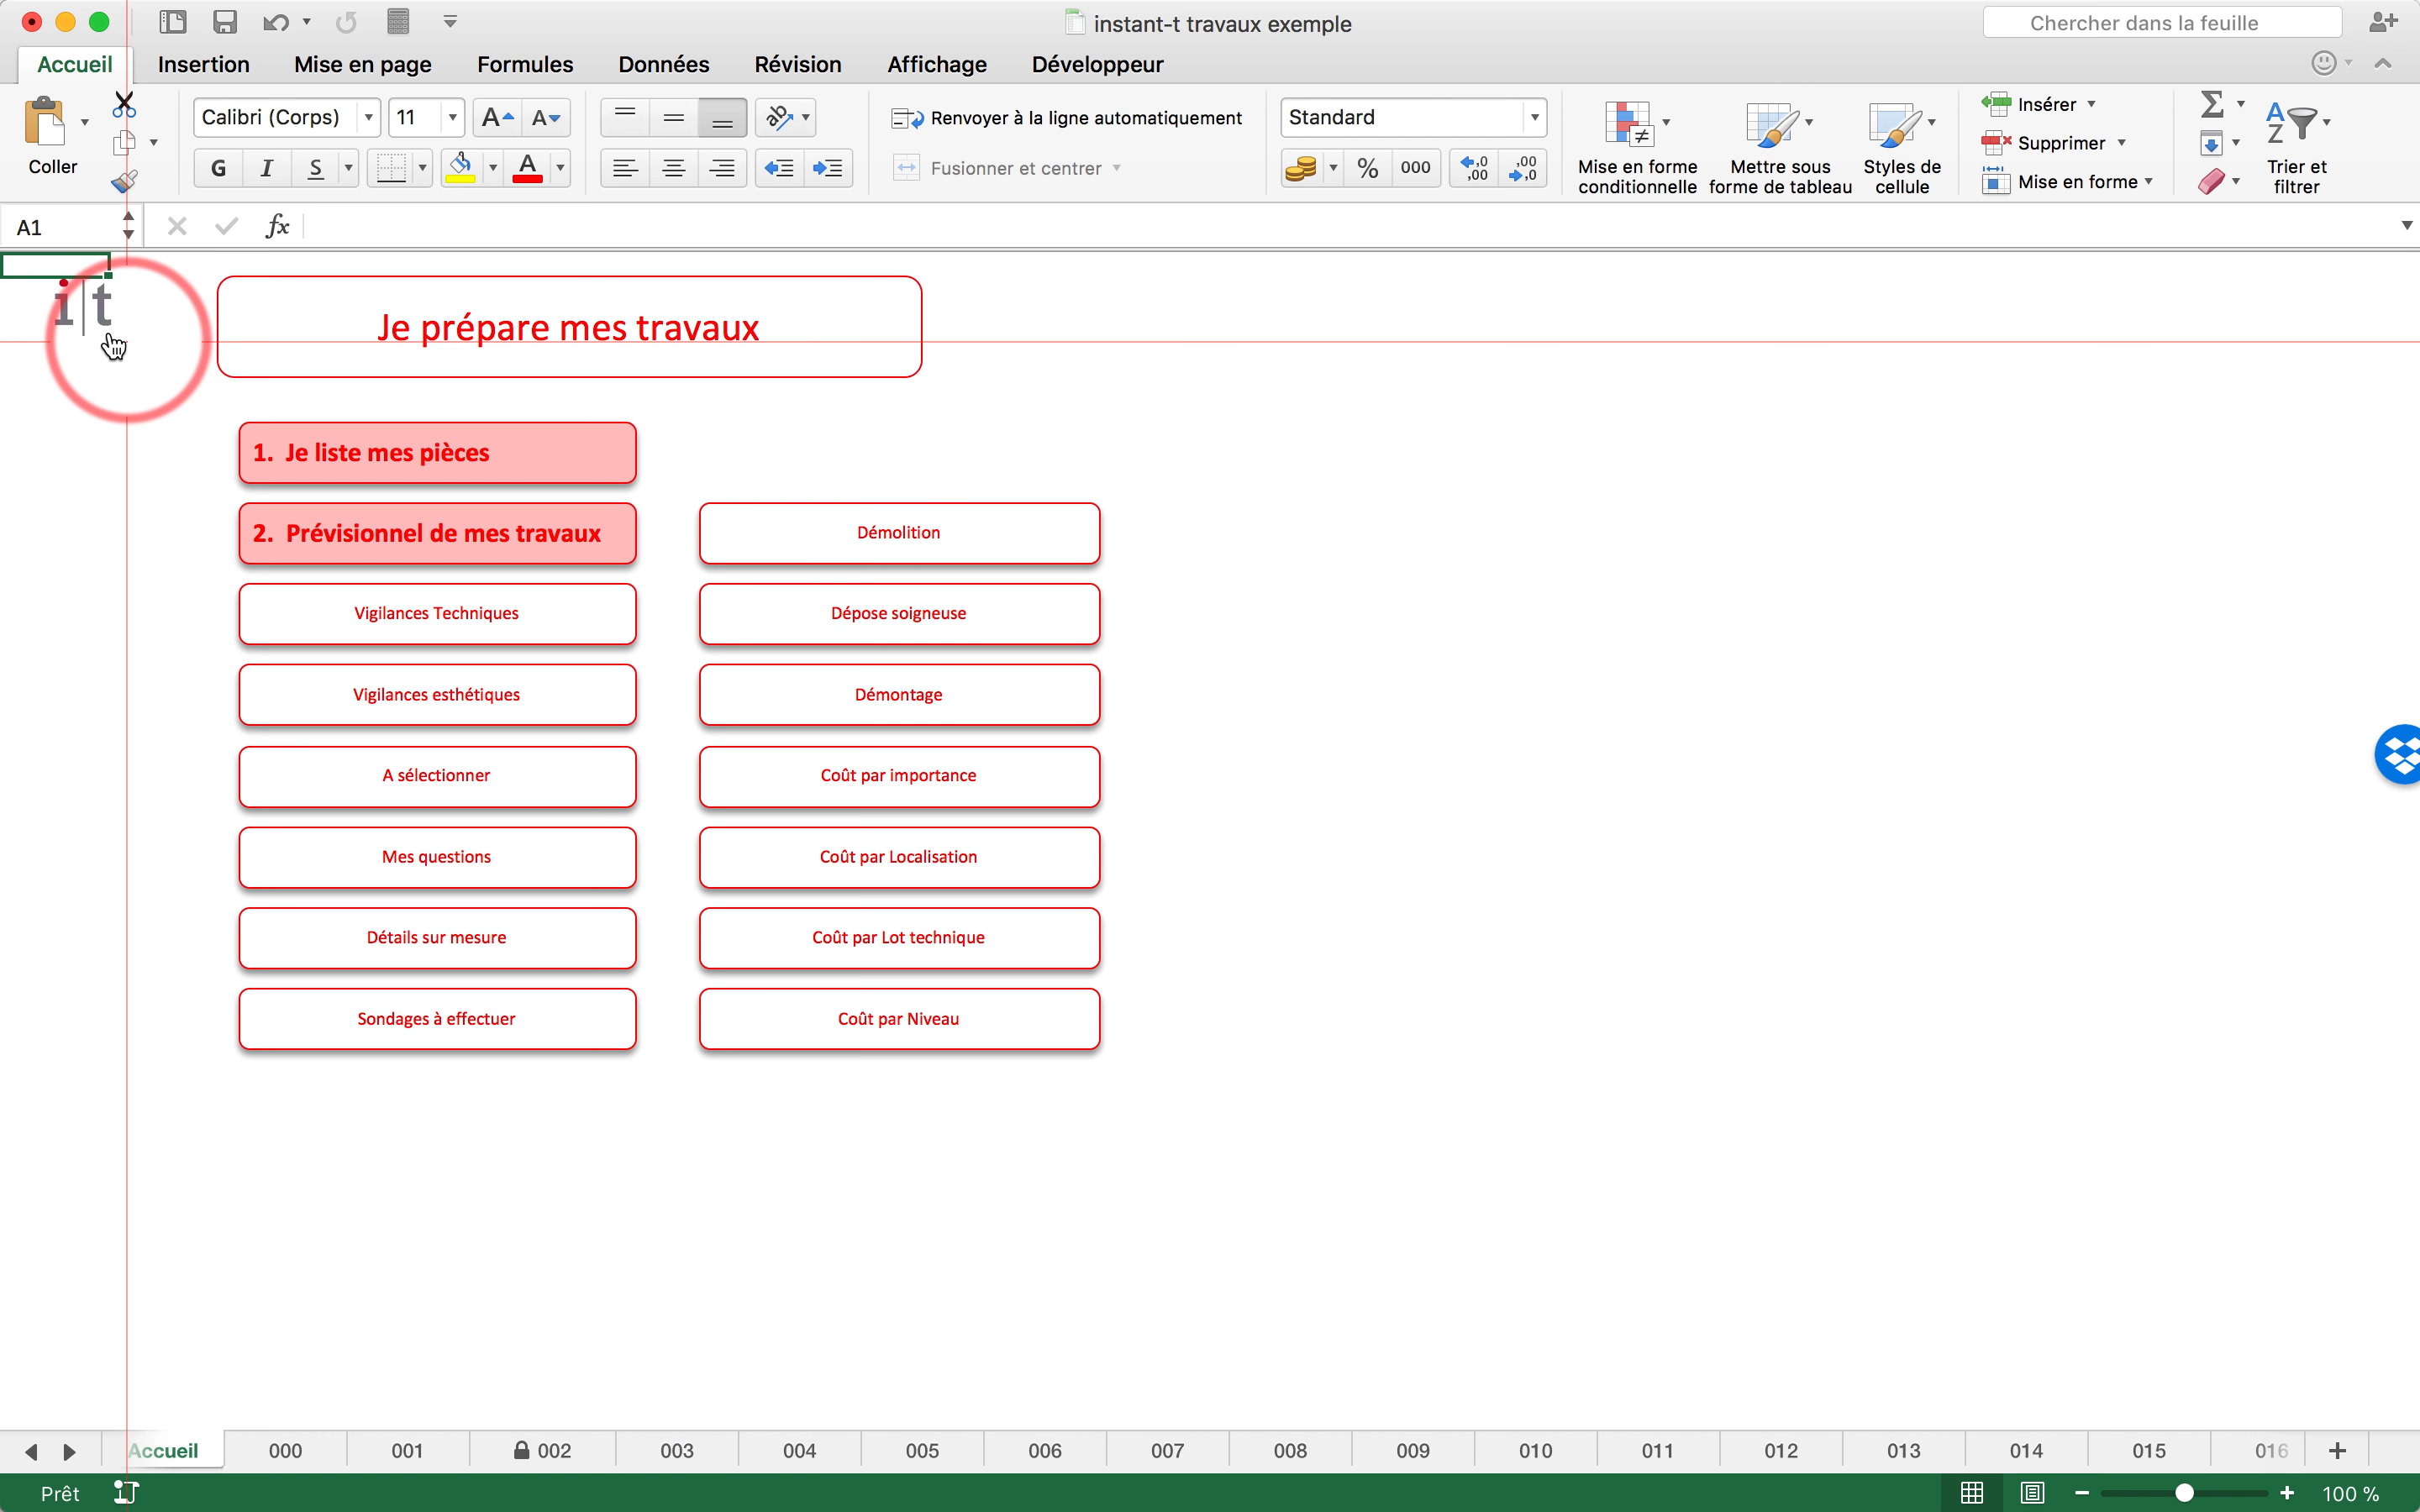 instant-t travaux exemple
Chercher dans la feuille
Accueil Insertion Mise en page Formules Données Révision Affichage Développeur
Coller
Calibri (Corps) 11
G I S
Renvoyer à la ligne automatiquement
Fusionner et centrer
Standard
% 000
Mise en forme conditionnelle
Mettre sous forme de tableau
Styles de cellule
Insérer
Supprimer
Mise en forme
Trier et filtrer
A1
fx
i|t
Je prépare mes travaux
1. Je liste mes pièces
2. Prévisionnel de mes travaux
Démolition
Vigilances Techniques
Dépose soigneuse
Vigilances esthétiques
Démontage
A sélectionner
Coût par importance
Mes questions
Coût par Localisation
Détails sur mesure
Coût par Lot technique
Sondages à effectuer
Coût par Niveau
Accueil 000 001 002 003 004 005 006 007 008 009 010 011 012 013 014 015 016
Prêt
100 %